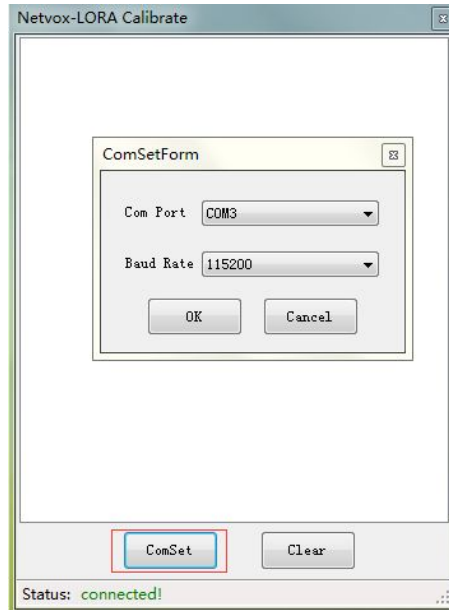 Netvox-LORA Calibrate
ComSetForm
Com Port COM3
Baud Rate 115200
OK Cancel
ComSet Clear
Status: connected!